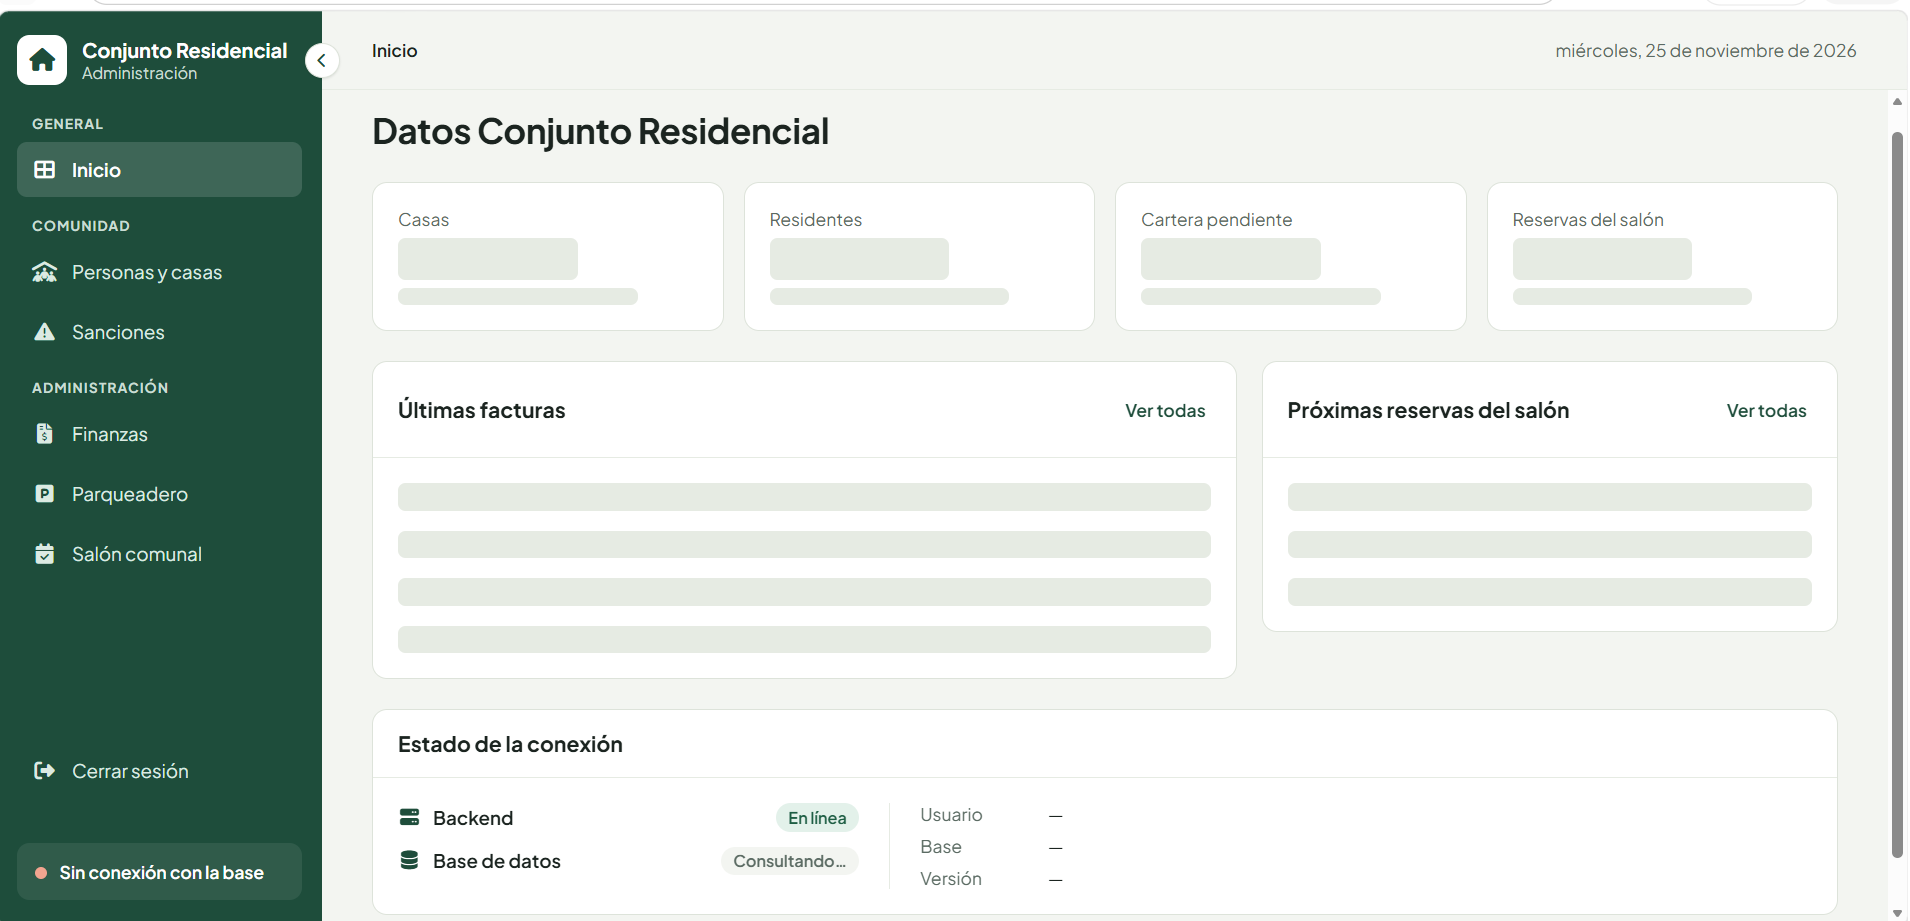 Conjunto Residencial
Administración
GENERAL
Inicio
COMUNIDAD
Personas y casas
Sanciones
ADMINISTRACIÓN
Finanzas
Parqueadero
Salón comunal
Cerrar sesión
Sin conexión con la base
Inicio
miércoles, 25 de noviembre de 2026
Datos Conjunto Residencial
Casas
Residentes
Cartera pendiente
Reservas del salón
Últimas facturas
Ver todas
Próximas reservas del salón
Ver todas
Estado de la conexión
Backend
En línea
Base de datos
Consultando...
Usuario —
Base —
Versión —